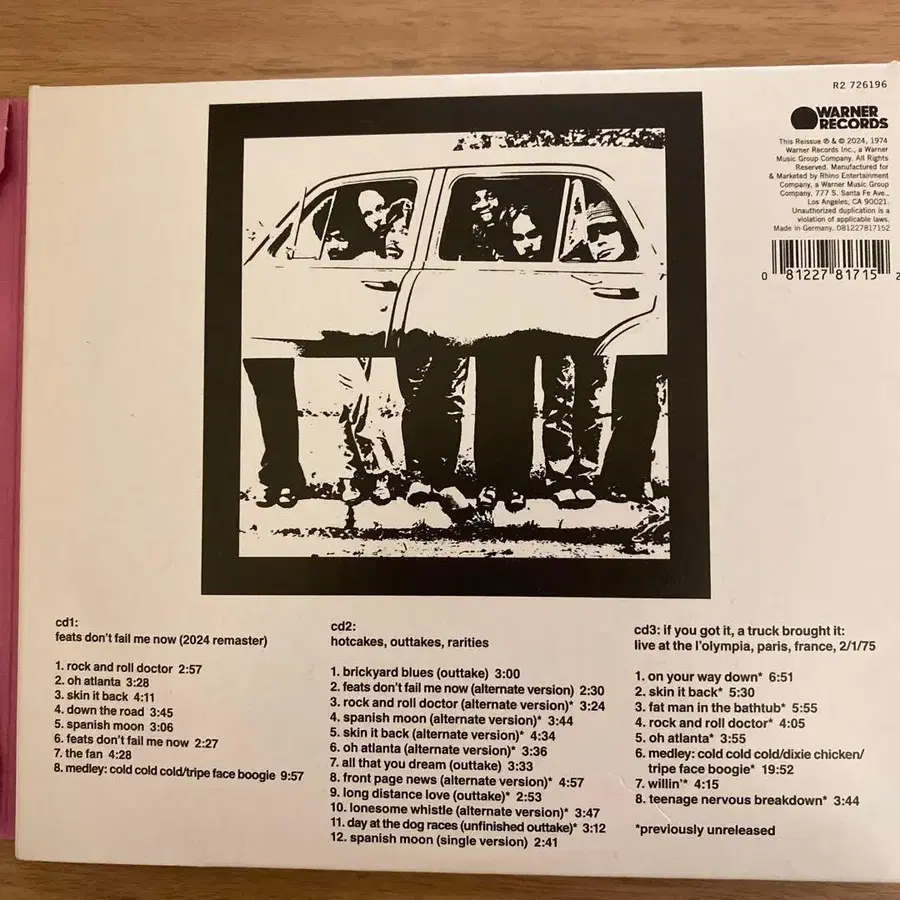 R2 726196
WARNER
RECORDS
This Reissue ℗ & © 2024, 1974
Warner Records Inc., a Warner
Music Group Company. All Rights
Reserved. Manufactured for
& Marketed by Rhino Entertainment
Company, a Warner Music Group
Company, 777 S. Santa Fe Ave.,
Los Angeles, CA 90021.
Unauthorized duplication is a
violation of applicable laws.
Made in Germany. 081227817152
0 81227 81715 2
cd1:
feats don't fail me now (2024 remaster)
1. rock and roll doctor 2:57
2. oh atlanta 3:28
3. skin it back 4:11
4. down the road 3:45
5. spanish moon 3:06
6. feats don't fail me now 2:27
7. the fan 4:28
8. medley: cold cold cold/tripe face boogie 9:57
cd2:
hotcakes, outtakes, rarities
1. brickyard blues (outtake) 3:00
2. feats don't fail me now (alternate version) 2:30
3. rock and roll doctor (alternate version)* 3:24
4. spanish moon (alternate version)* 3:44
5. skin it back (alternate version)* 4:34
6. oh atlanta (alternate version)* 3:36
7. all that you dream (outtake) 3:33
8. front page news (alternate version)* 4:57
9. long distance love (outtake)* 2:53
10. lonesome whistle (alternate version)* 3:47
11. day at the dog races (unfinished outtake)* 3:12
12. spanish moon (single version) 2:41
cd3: if you got it, a truck brought it:
live at the l'olympia, paris, france, 2/1/75
1. on your way down* 6:51
2. skin it back* 5:30
3. fat man in the bathtub* 5:55
4. rock and roll doctor* 4:05
5. oh atlanta* 3:55
6. medley: cold cold cold/dixie chicken/
tripe face boogie* 19:52
7. willin'* 4:15
8. teenage nervous breakdown* 3:44
*previously unreleased